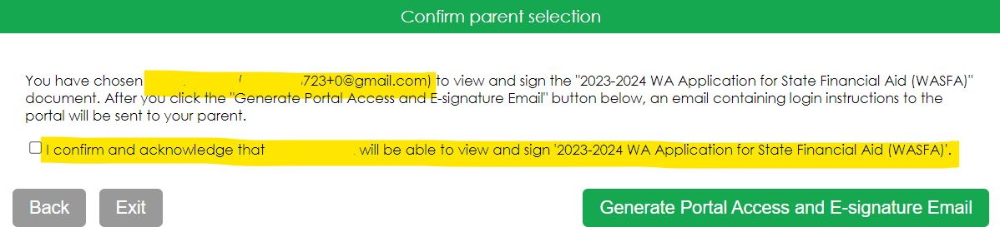 Confirm parent selection
You have chosen 723+0@gmail.com) to view and sign the "2023-2024 WA Application for State Financial Aid (WASFA)"
document. After you click the "Generate Portal Access and E-signature Email" button below, an email containing login instructions to the
portal will be sent to your parent.
I confirm and acknowledge that will be able to view and sign '2023-2024 WA Application for State Financial Aid (WASFA)'.
Back Exit Generate Portal Access and E-signature Email